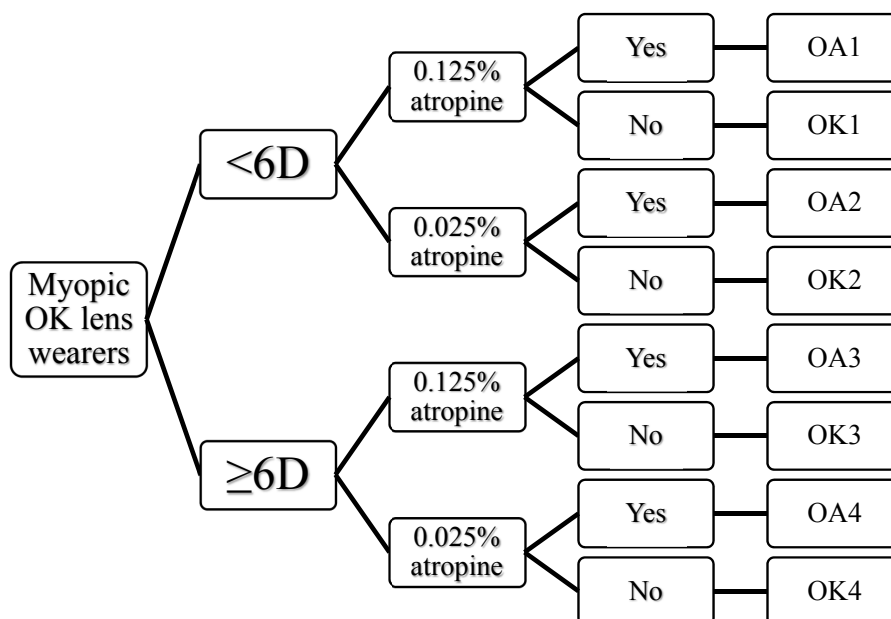 Myopic
OK lens
wearers
<6D
0.125%
atropine
Yes
OA1
No
OK1
0.025%
atropine
Yes
OA2
No
OK2
≥6D
0.125%
atropine
Yes
OA3
No
OK3
0.025%
atropine
Yes
OA4
No
OK4